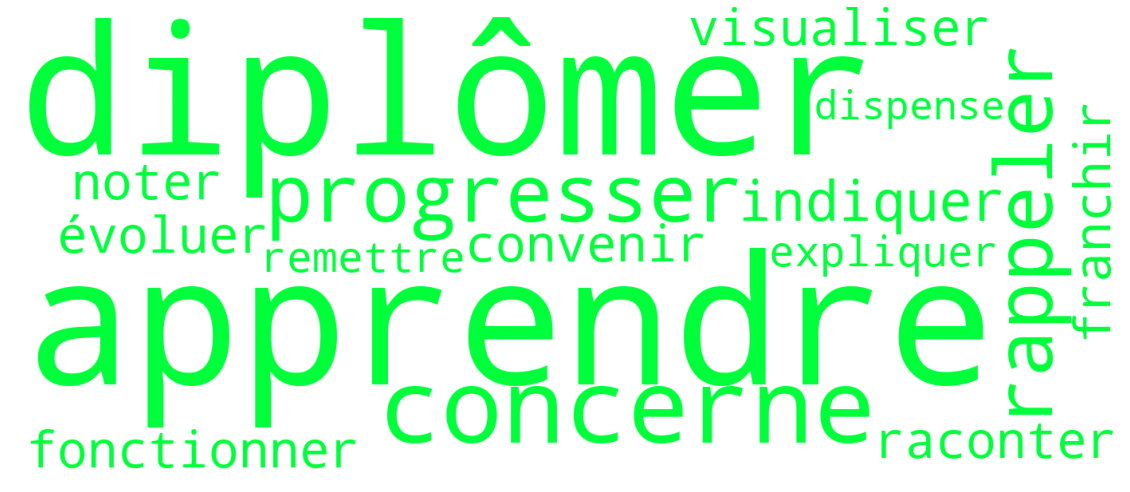 visualiser
diplômer
dispense
rappeler
franchir
noter
progresser
indiquer
évoluer
remettre
convenir
expliquer
apprendre
concerne
fonctionner
raconter